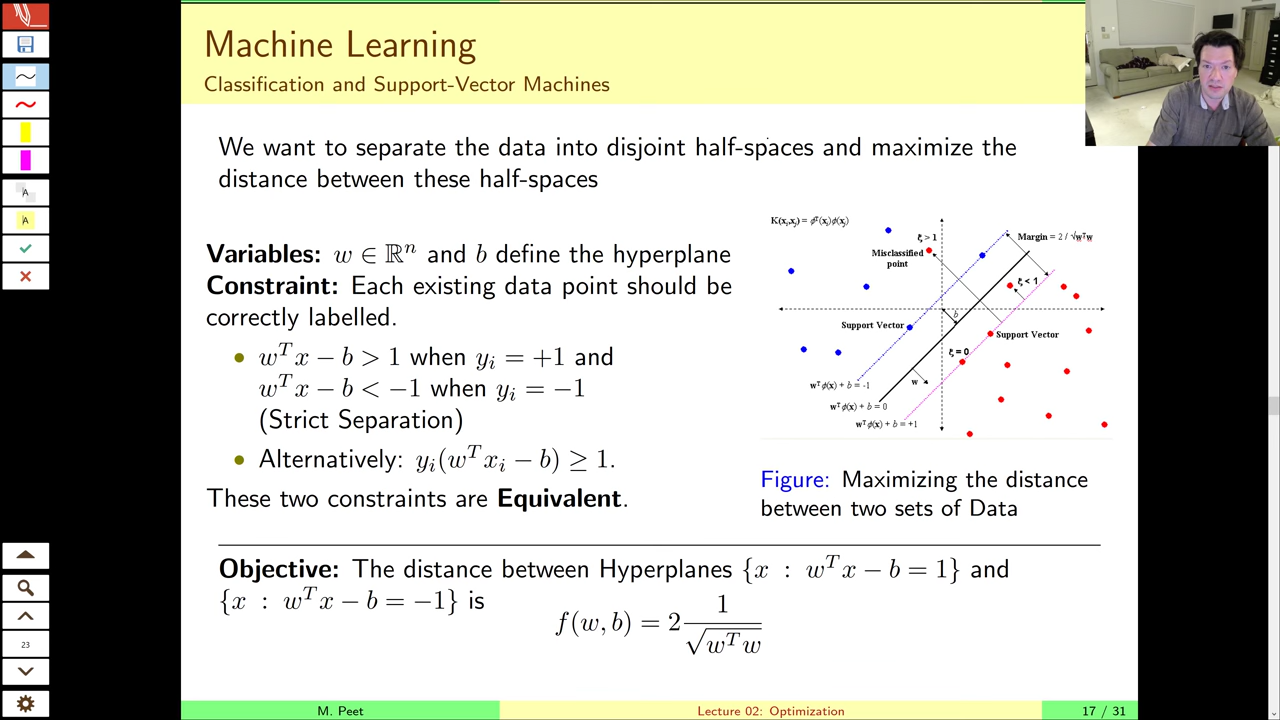 Machine Learning
Classification and Support-Vector Machines
We want to separate the data into disjoint half-spaces and maximize the
distance between these half-spaces
Variables: w ∈ ℝⁿ and b define the hyperplane
Constraint: Each existing data point should be
correctly labelled.
• wᵀx − b > 1 when yᵢ = +1 and
wᵀx − b < −1 when yᵢ = −1
(Strict Separation)
• Alternatively: yᵢ(wᵀxᵢ − b) ≥ 1.
These two constraints are Equivalent.
K(xᵢ,xⱼ) = ϕᵀ(xᵢ)ϕ(xⱼ)
ξ > 1
Misclassified
point
Margin = 2 / √wᵀw
ξ < 1
b
Support Vector
Support Vector
ξ = 0
w
wᵀϕ(x) + b = -1
wᵀϕ(x) + b = 0
wᵀϕ(x) + b = +1
Figure: Maximizing the distance
between two sets of Data
Objective: The distance between Hyperplanes {x : wᵀx − b = 1} and
{x : wᵀx − b = −1} is
f(w, b) = 2 1/√(wᵀw)
M. Peet
Lecture 02: Optimization
17 / 31
A
A
23